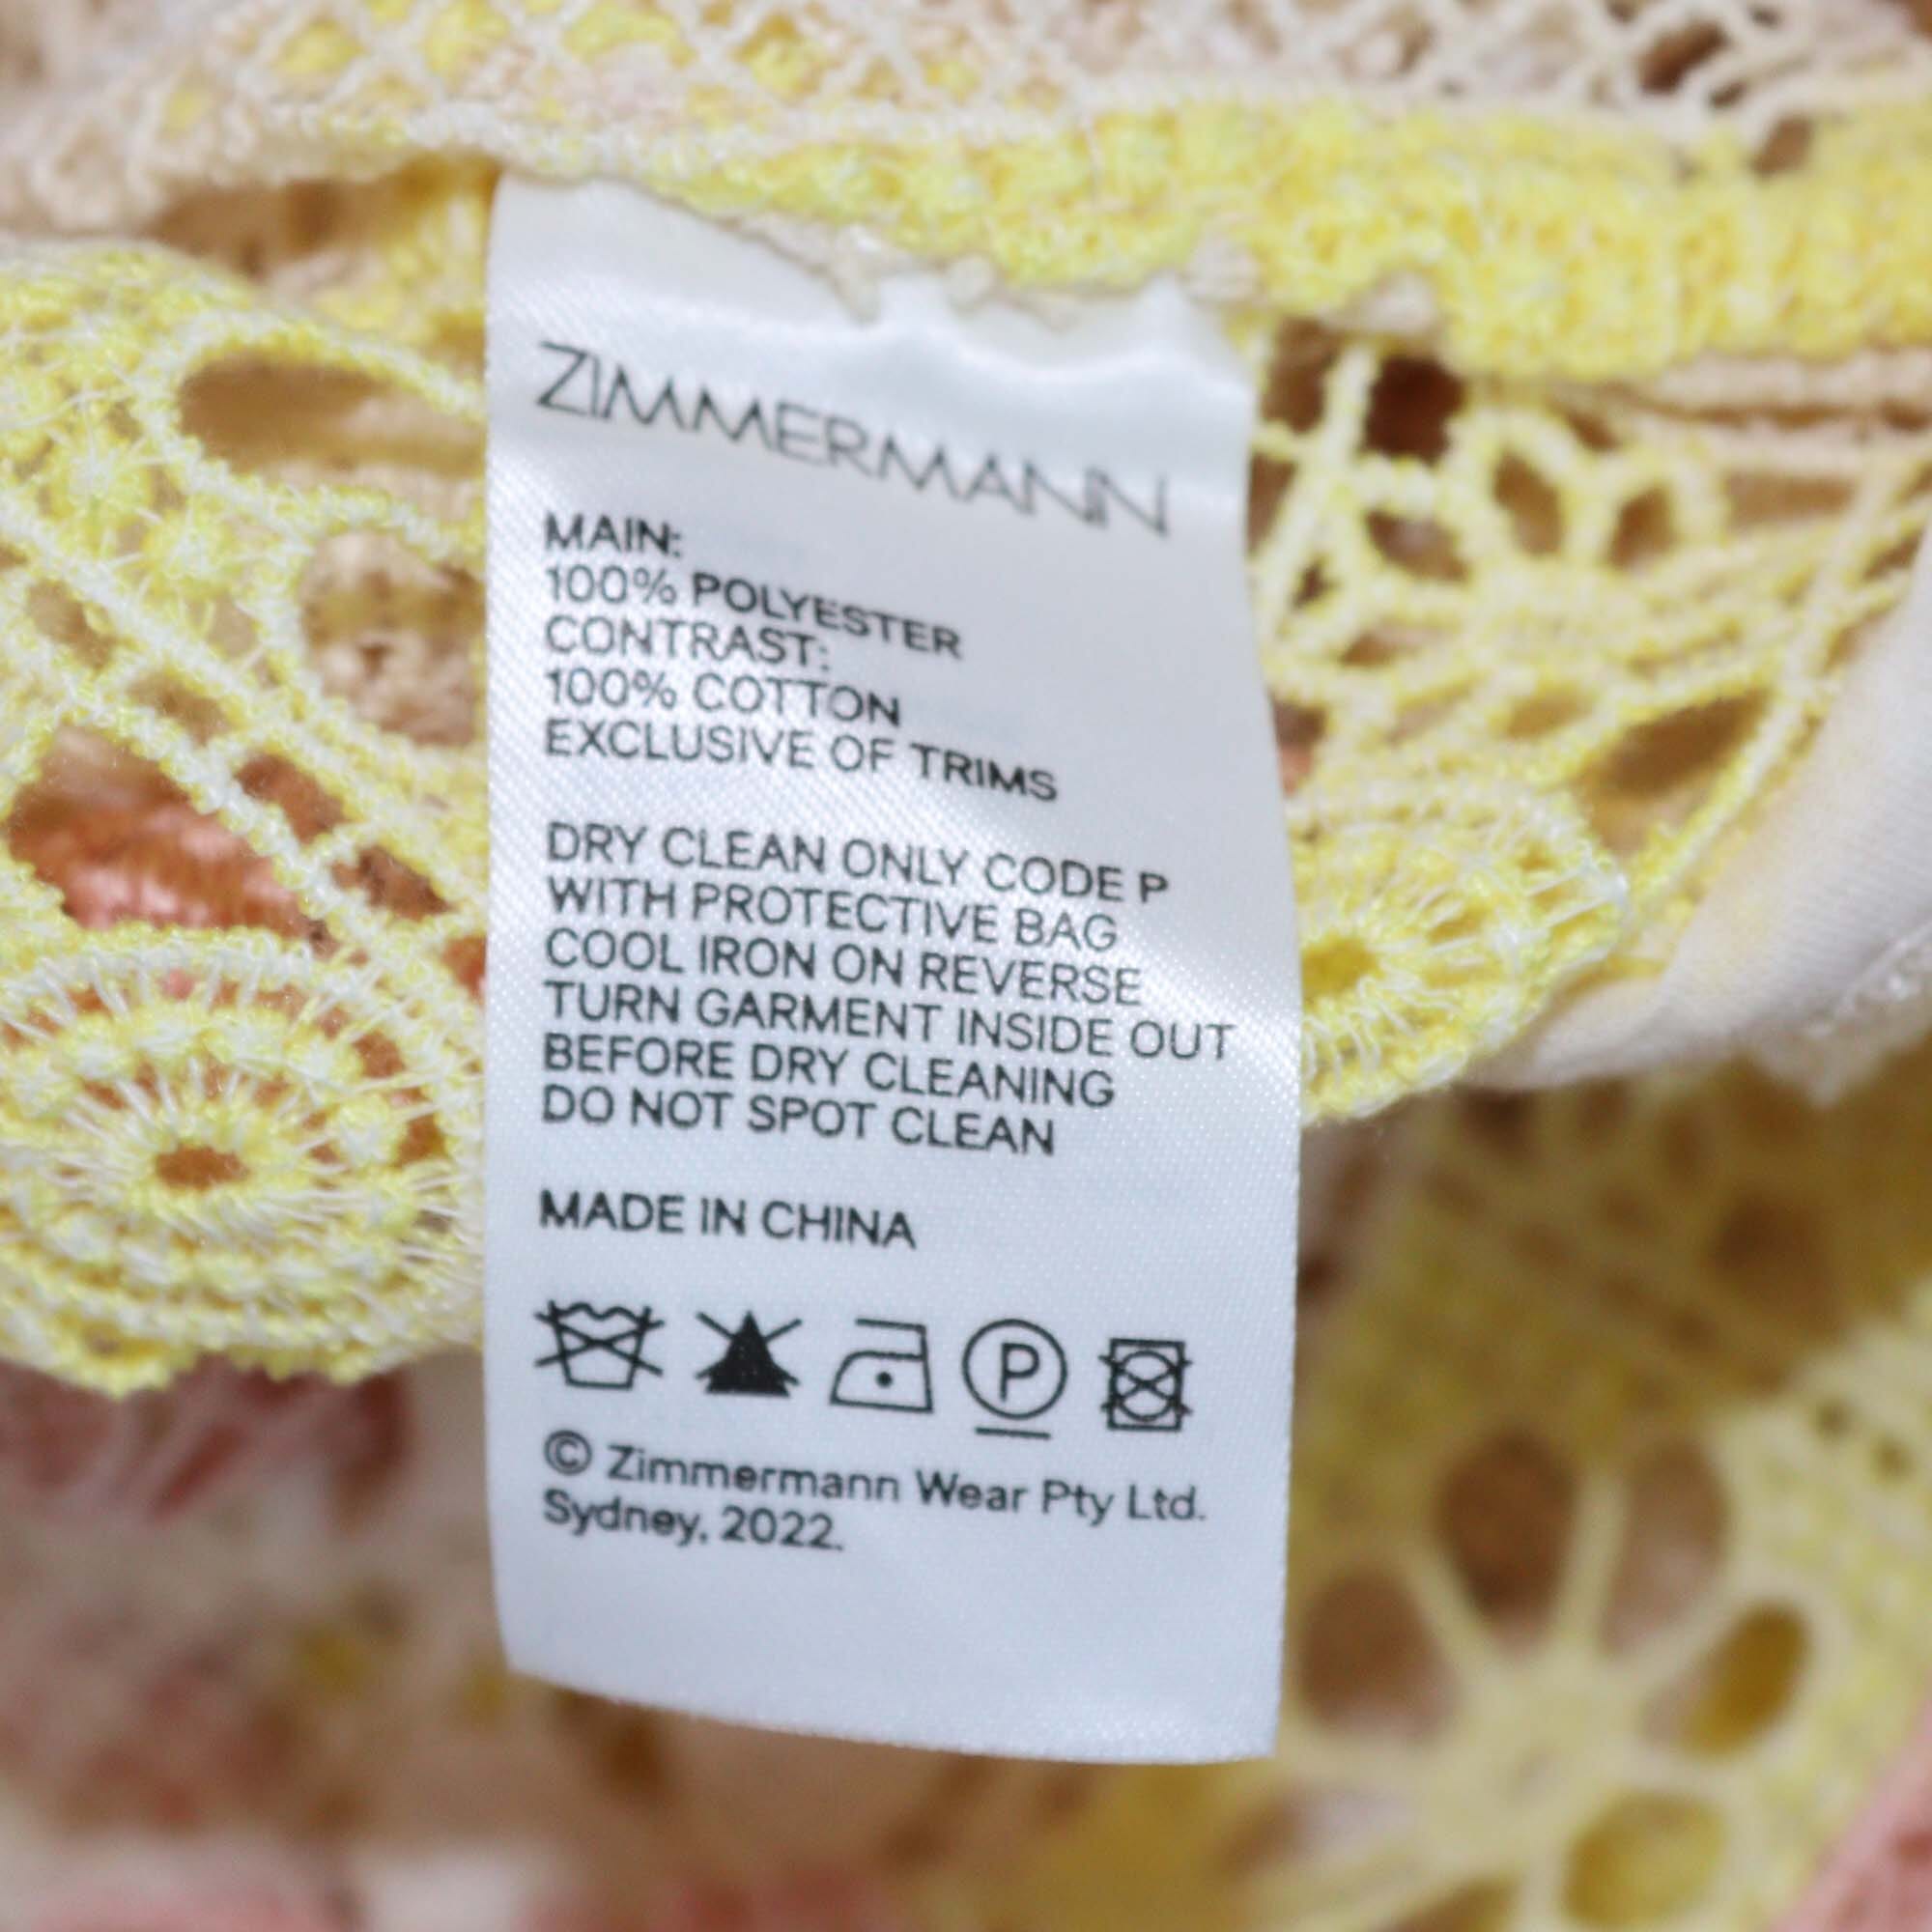 ZIMMERMANN
MAIN:
100% POLYESTER
CONTRAST:
100% COTTON
EXCLUSIVE OF TRIMS
DRY CLEAN ONLY CODE P
WITH PROTECTIVE BAG
COOL IRON ON REVERSE
TURN GARMENT INSIDE OUT
BEFORE DRY CLEANING
DO NOT SPOT CLEAN
MADE IN CHINA
P
© Zimmermann Wear Pty Ltd.
Sydney, 2022.